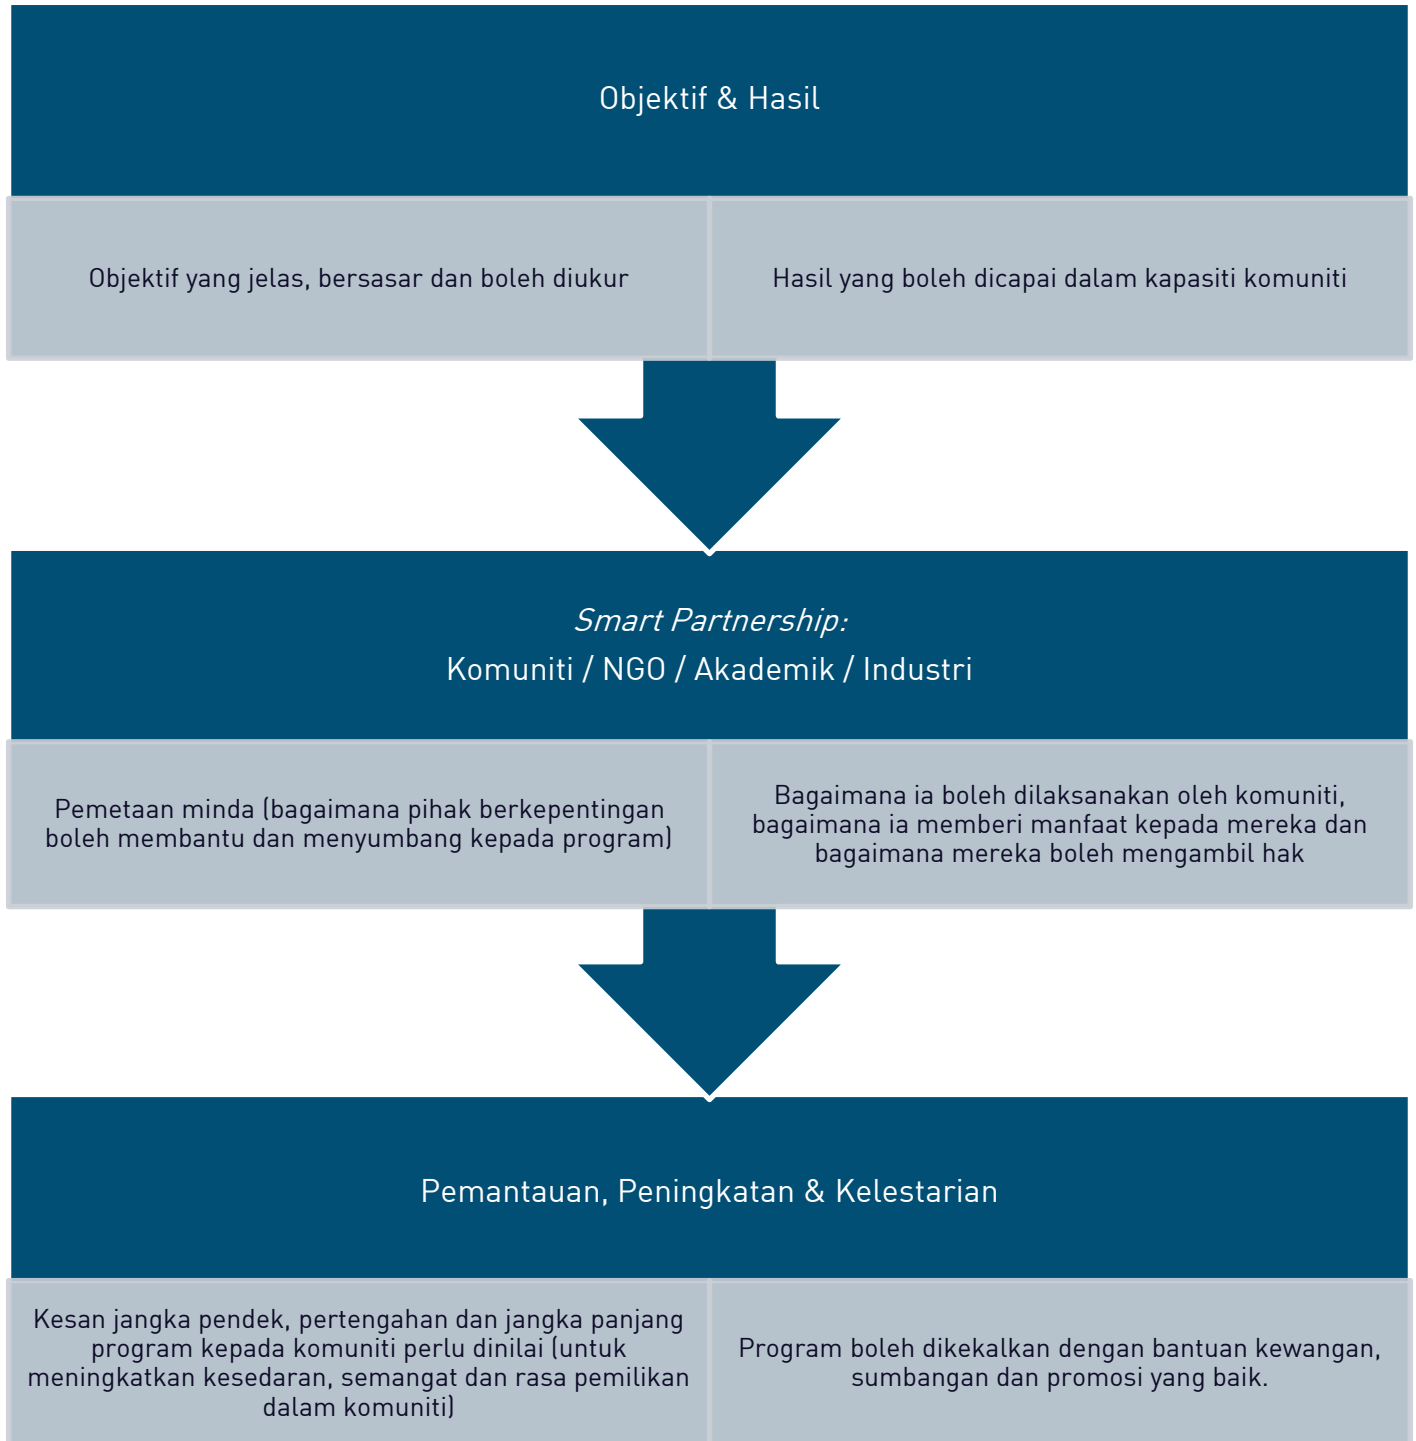 Objektif & Hasil
Objektif yang jelas, bersasar dan boleh diukur
Hasil yang boleh dicapai dalam kapasiti komuniti
Smart Partnership:
Komuniti / NGO / Akademik / Industri
Pemetaan minda (bagaimana pihak berkepentingan
boleh membantu dan menyumbang kepada program)
Bagaimana ia boleh dilaksanakan oleh komuniti,
bagaimana ia memberi manfaat kepada mereka dan
bagaimana mereka boleh mengambil hak
Pemantauan, Peningkatan & Kelestarian
Kesan jangka pendek, pertengahan dan jangka panjang
program kepada komuniti perlu dinilai (untuk
meningkatkan kesedaran, semangat dan rasa pemilikan
dalam komuniti)
Program boleh dikekalkan dengan bantuan kewangan,
sumbangan dan promosi yang baik.